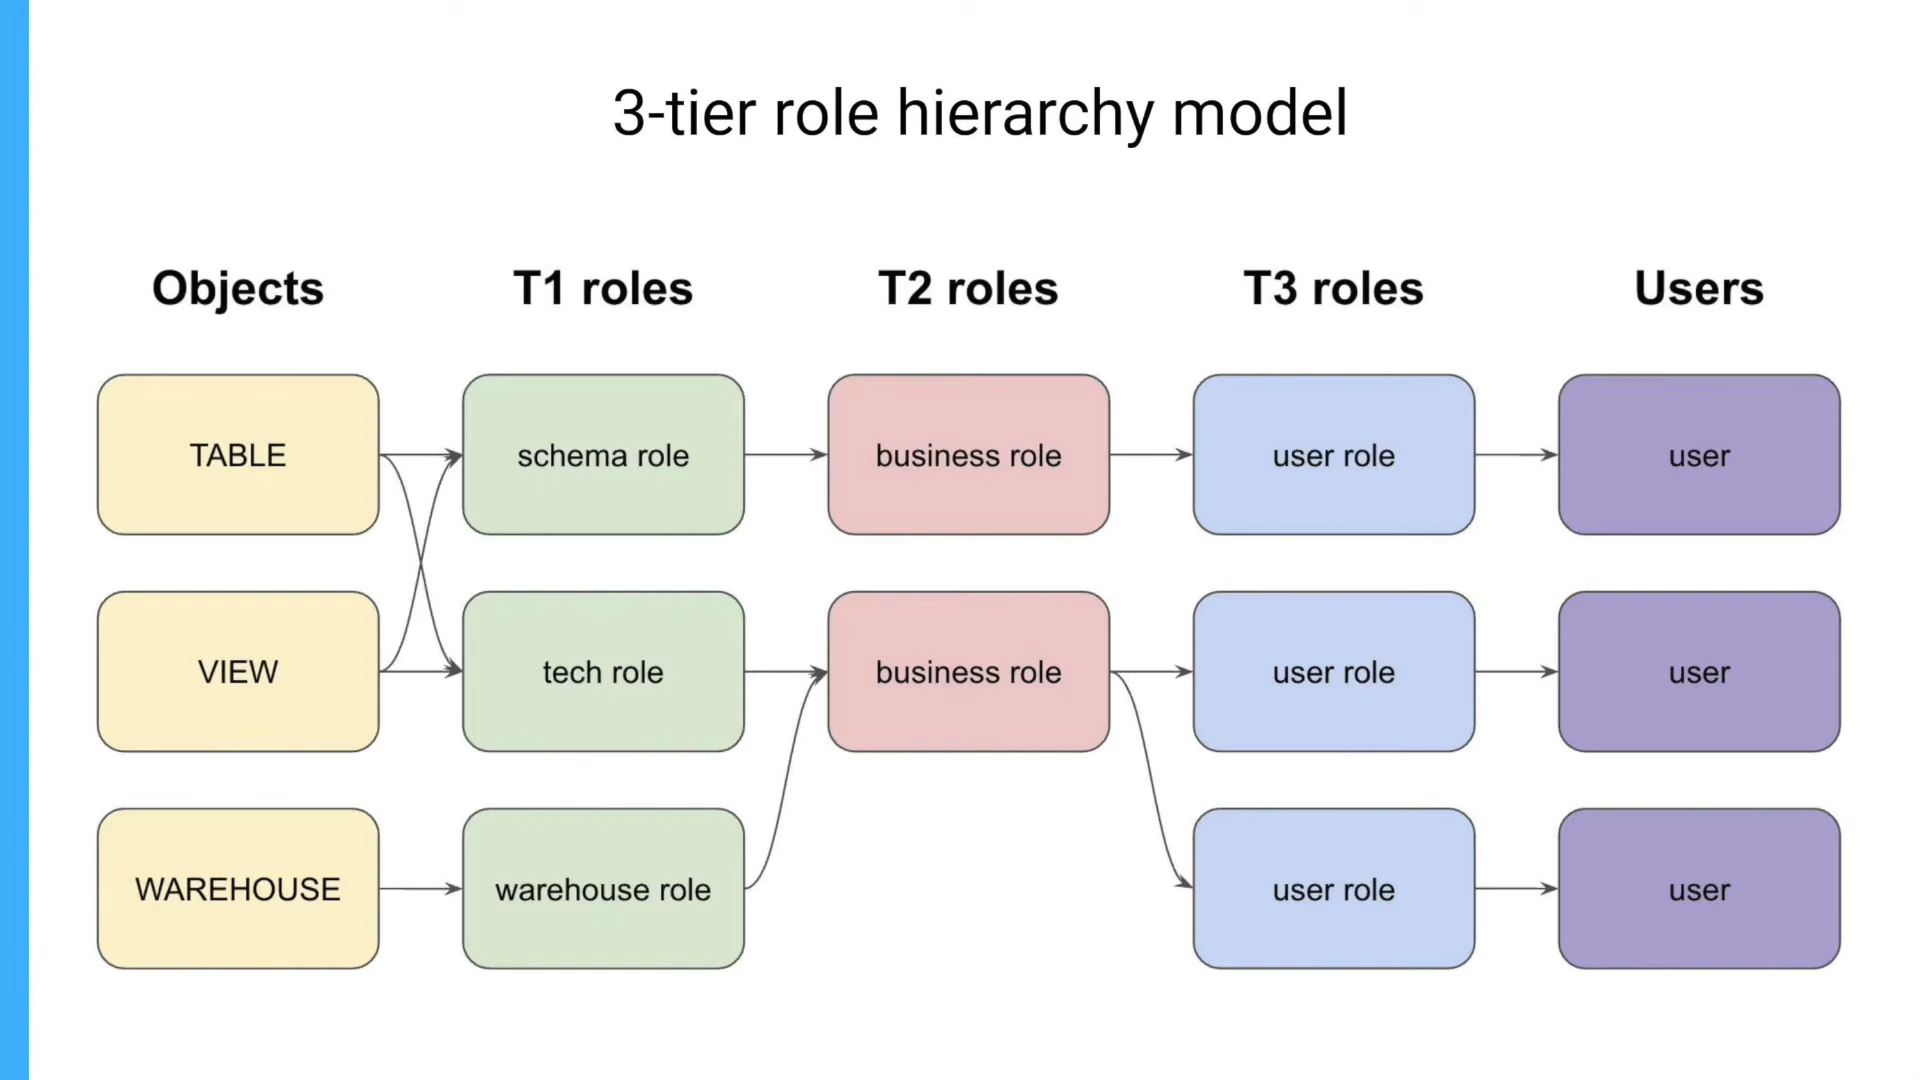 3-tier role hierarchy model
Objects T1 roles T2 roles T3 roles Users
TABLE schema role business role user role user
VIEW tech role business role user role user
WAREHOUSE warehouse role user role user